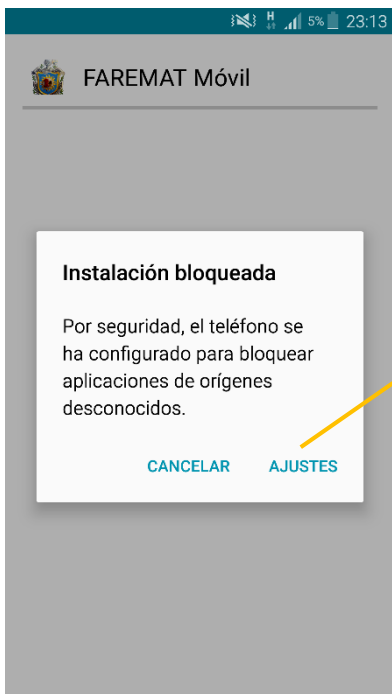 H 5% 23:13
FAREMAT Móvil
Instalación bloqueada
Por seguridad, el teléfono se
ha configurado para bloquear
aplicaciones de orígenes
desconocidos.
CANCELAR AJUSTES